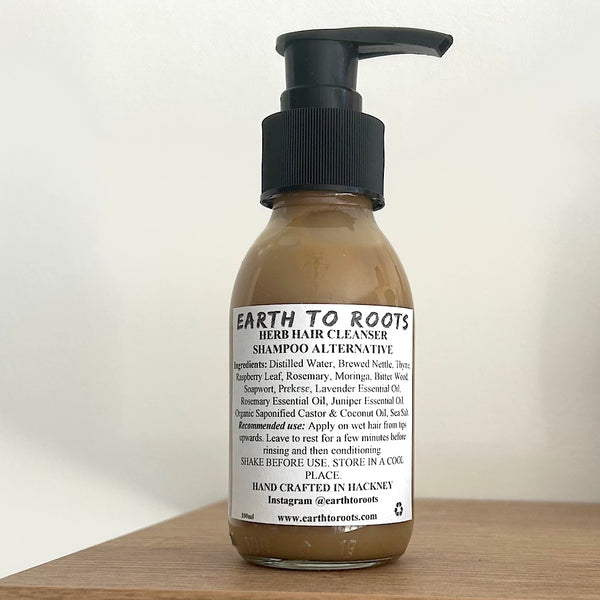 EARTH TO ROOTS
HERB HAIR CLEANSER
SHAMPOO ALTERNATIVE
Ingredients: Distilled Water, Brewed Nettle, Thyme,
Raspberry Leaf, Rosemary, Moringa, Bitter Wood,
Soapwort, Prekese, Lavender Essential Oil,
Rosemary Essential Oil, Juniper Essential Oil,
Organic Saponified Castor & Coconut Oil, Sea Salt
Recommended use: Apply on wet hair from tips
upwards. Leave to rest for a few minutes before
rinsing and then conditioning
SHAKE BEFORE USE. STORE IN A COOL
PLACE.
HAND CRAFTED IN HACKNEY
Instagram @earthtoroots
100ml
www.earthtoroots.com